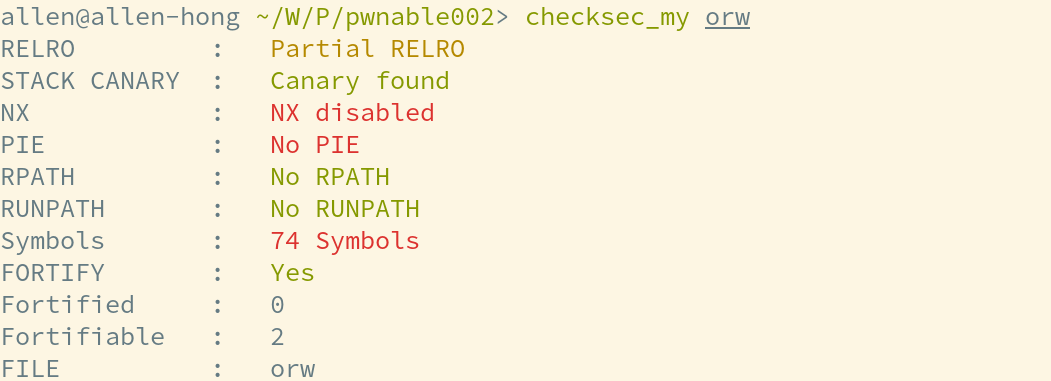 allen@allen-hong ~/W/P/pwnable002> checksec_my orw
RELRO : Partial RELRO
STACK CANARY : Canary found
NX : NX disabled
PIE : No PIE
RPATH : No RPATH
RUNPATH : No RUNPATH
Symbols : 74 Symbols
FORTIFY : Yes
Fortified : 0
Fortifiable : 2
FILE : orw